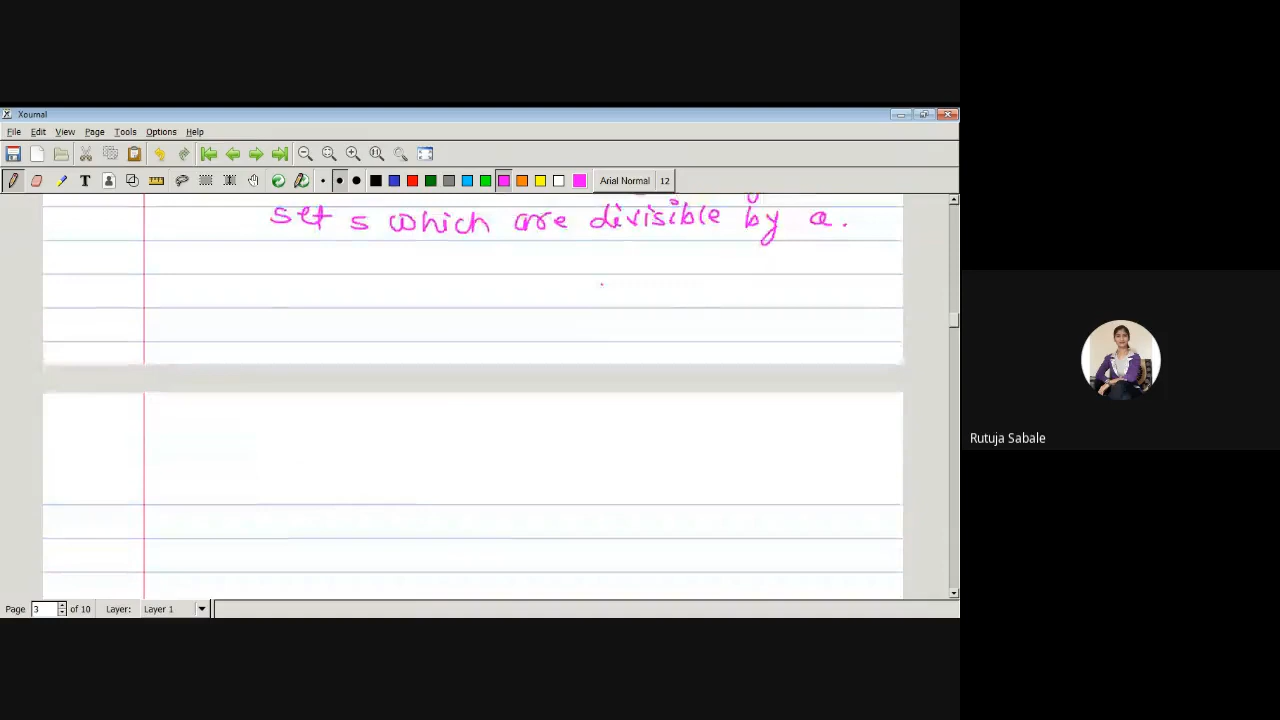 Xournal
File Edit View Page Tools Options Help
Arial Normal 12
set s which are divisible by a.
Page 3 of 10 Layer: Layer 1
Rutuja Sabale